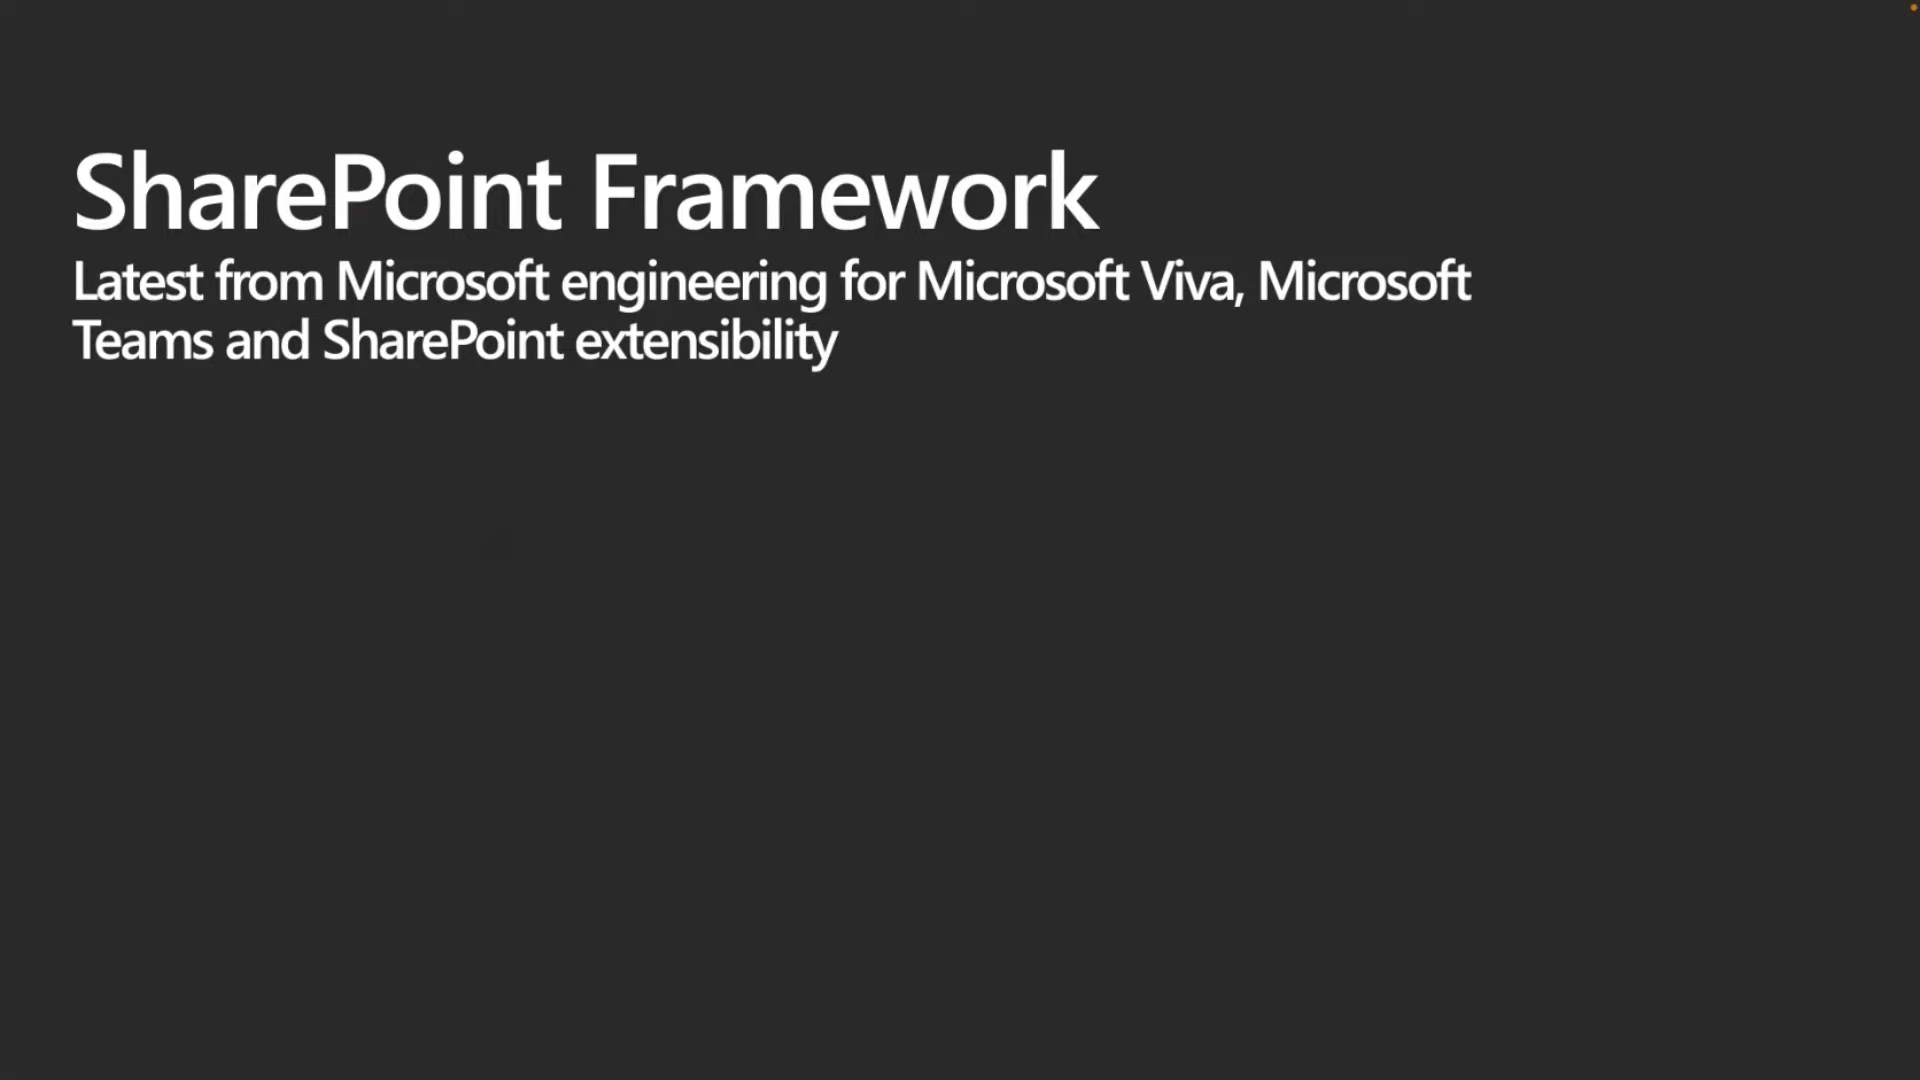 SharePoint Framework
Latest from Microsoft engineering for Microsoft Viva, Microsoft
Teams and SharePoint extensibility